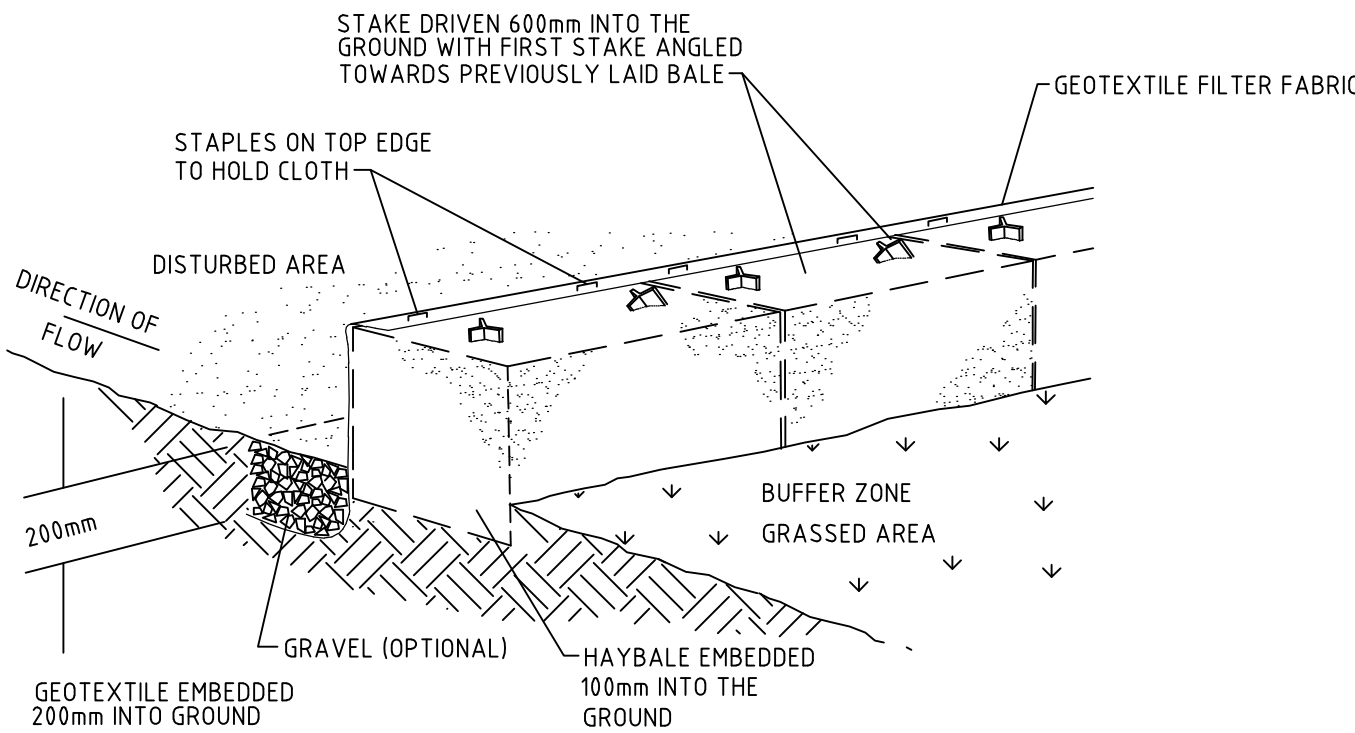 STAKE DRIVEN 600mm INTO THE
GROUND WITH FIRST STAKE ANGLED
TOWARDS PREVIOUSLY LAID BALE
GEOTEXTILE FILTER FABRIC
STAPLES ON TOP EDGE
TO HOLD CLOTH
DISTURBED AREA
DIRECTION OF
FLOW
BUFFER ZONE
GRASSED AREA
200mm
GRAVEL (OPTIONAL)
HAYBALE EMBEDDED
100mm INTO THE
GROUND
GEOTEXTILE EMBEDDED
200mm INTO GROUND